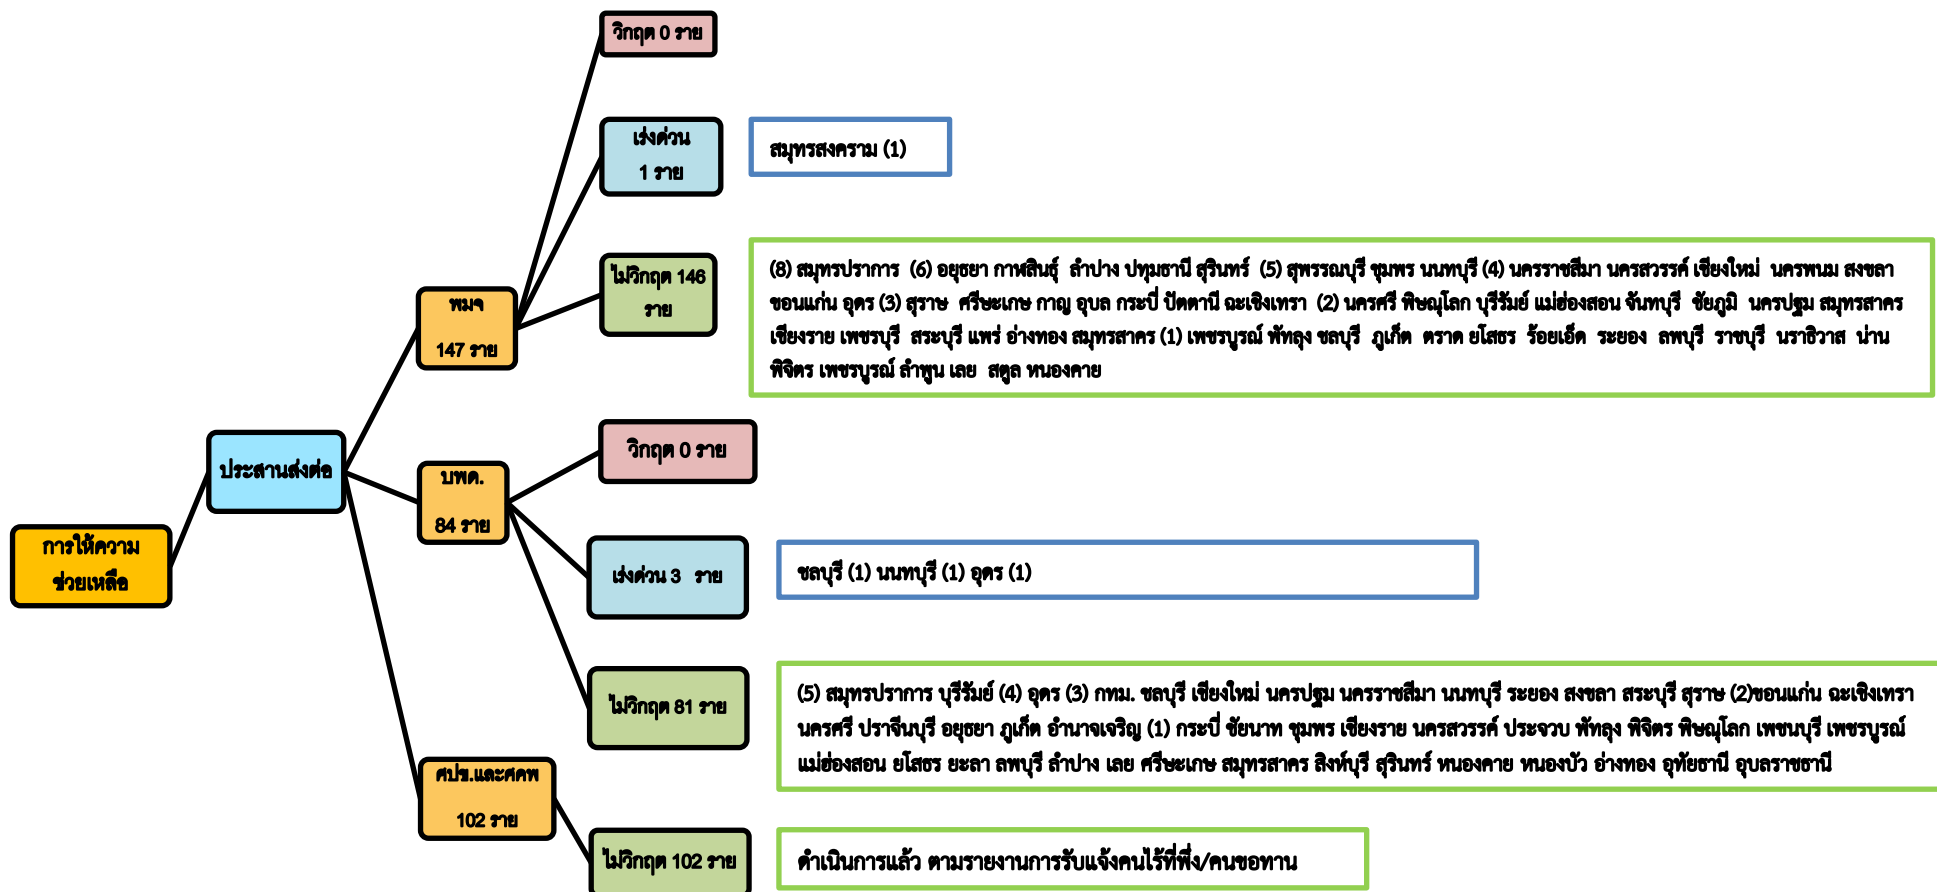 วิกฤต 0 ราย
เร่งด่วน
1 ราย
สมุทรสงคราม (1)
ไม่วิกฤต 146
ราย
(8) สมุทรปราการ (6) อยุธยา กาฬสินธุ์ ลำปาง ปทุมธานี สุรินทร์ (5) สุพรรณบุรี ชุมพร นนทบุรี (4) นครราชสีมา นครสวรรค์ เชียงใหม่ นครพนม สงขลา
ขอนแก่น อุดร (3) สุราษ ศรีษะเกษ กาญ อุบล กระบี่ ปัตตานี ฉะเชิงเทรา (2) นครศรี พิษณุโลก บุรีรัมย์ แม่ฮ่องสอน จันทบุรี ชัยภูมิ นครปฐม สมุทรสาคร
เชียงราย เพชรบุรี สระบุรี แพร่ อ่างทอง สมุทรสาคร (1) เพชรบูรณ์ พัทลุง ชลบุรี ภูเก็ต ตราด ยโสธร ร้อยเอ็ด ระยอง ลพบุรี ราชบุรี นราธิวาส น่าน
พิจิตร เพชรบูรณ์ ลำพูน เลย สตูล หนองคาย
พมจ
147 ราย
ประสานส่งต่อ
การให้ความ
ช่วยเหลือ
บพด.
84 ราย
วิกฤต 0 ราย
เร่งด่วน 3 ราย
ชลบุรี (1) นนทบุรี (1) อุดร (1)
ไม่วิกฤต 81 ราย
(5) สมุทรปราการ บุรีรัมย์ (4) อุดร (3) กทม. ชลบุรี เชียงใหม่ นครปฐม นครราชสีมา นนทบุรี ระยอง สงขลา สระบุรี สุราษ (2)ขอนแก่น ฉะเชิงเทรา
นครศรี ปราจีนบุรี อยุธยา ภูเก็ต อำนาจเจริญ (1) กระบี่ ชัยนาท ชุมพร เชียงราย นครสวรรค์ ประจวบ พัทลุง พิจิตร พิษณุโลก เพชนบุรี เพชรบูรณ์
แม่ฮ่องสอน ยโสธร ยะลา ลพบุรี ลำปาง เลย ศรีษะเกษ สมุทรสาคร สิงห์บุรี สุรินทร์ หนองคาย หนองบัว อ่างทอง อุทัยธานี อุบลราชธานี
ศปข.และศคพ
102 ราย
ไม่วิกฤต 102 ราย
ดำเนินการแล้ว ตามรายงานการรับแจ้งคนไร้ที่พึ่ง/คนขอทาน